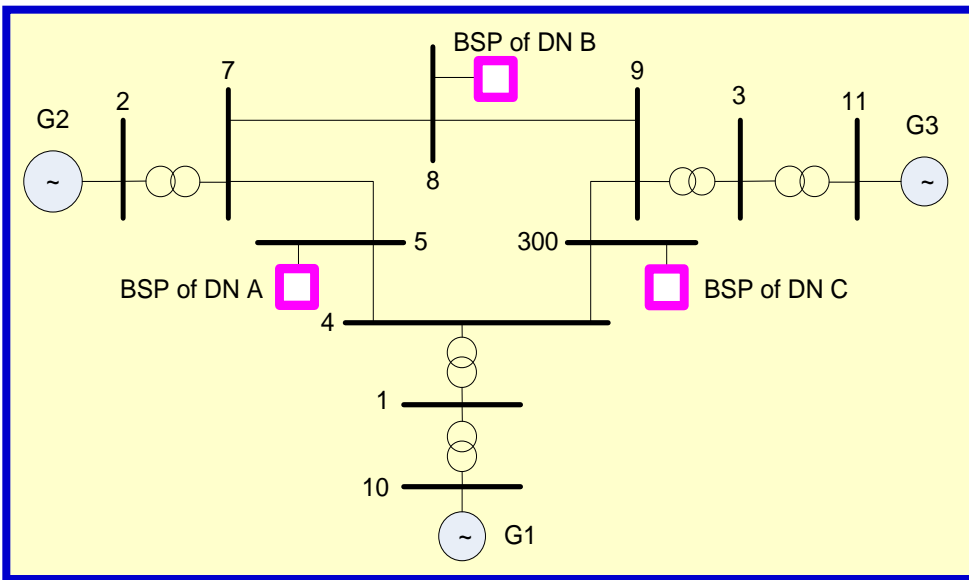 BSP of DN B
7
9
2
3
11
G2
G3
~
~
8
5
300
BSP of DN A
BSP of DN C
4
1
10
~
G1